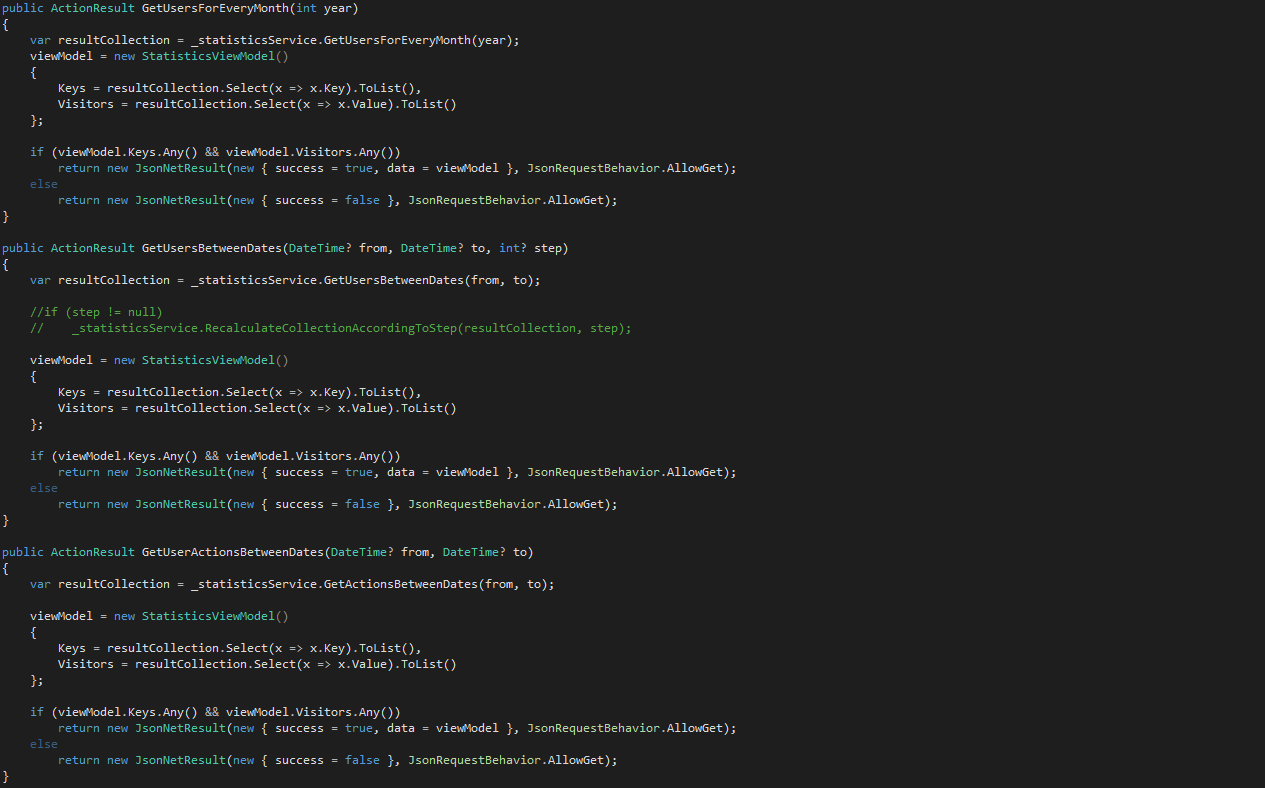 public ActionResult GetUsersForEveryMonth(int year)
{
    var resultCollection = _statisticsService.GetUsersForEveryMonth(year);
    viewModel = new StatisticsViewModel()
    {
        Keys = resultCollection.Select(x => x.Key).ToList(),
        Visitors = resultCollection.Select(x => x.Value).ToList()
    };

    if (viewModel.Keys.Any() && viewModel.Visitors.Any())
        return new JsonNetResult(new { success = true, data = viewModel }, JsonRequestBehavior.AllowGet);
    else
        return new JsonNetResult(new { success = false }, JsonRequestBehavior.AllowGet);
}

public ActionResult GetUsersBetweenDates(DateTime? from, DateTime? to, int? step)
{
    var resultCollection = _statisticsService.GetUsersBetweenDates(from, to);

    //if (step != null)
    //    _statisticsService.RecalculateCollectionAccordingToStep(resultCollection, step);

    viewModel = new StatisticsViewModel()
    {
        Keys = resultCollection.Select(x => x.Key).ToList(),
        Visitors = resultCollection.Select(x => x.Value).ToList()
    };

    if (viewModel.Keys.Any() && viewModel.Visitors.Any())
        return new JsonNetResult(new { success = true, data = viewModel }, JsonRequestBehavior.AllowGet);
    else
        return new JsonNetResult(new { success = false }, JsonRequestBehavior.AllowGet);
}

public ActionResult GetUserActionsBetweenDates(DateTime? from, DateTime? to)
{
    var resultCollection = _statisticsService.GetActionsBetweenDates(from, to);

    viewModel = new StatisticsViewModel()
    {
        Keys = resultCollection.Select(x => x.Key).ToList(),
        Visitors = resultCollection.Select(x => x.Value).ToList()
    };

    if (viewModel.Keys.Any() && viewModel.Visitors.Any())
        return new JsonNetResult(new { success = true, data = viewModel }, JsonRequestBehavior.AllowGet);
    else
        return new JsonNetResult(new { success = false }, JsonRequestBehavior.AllowGet);
}